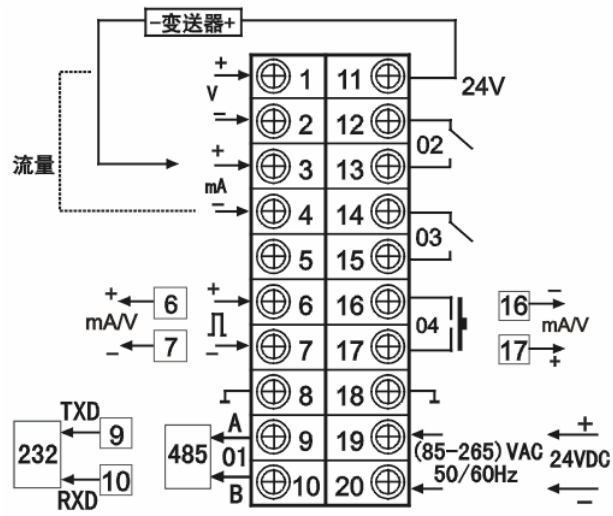 -变送器+
+ 1 11 24V
V
- 2 12 02
流量 + 3 13
mA
- 4 14 03
5 15
+ 6 + 6 16 04 16 -
mA/V mA/V
- 7 - 7 17 17 +
8 18
TXD 9 A 9 19 (85-265)VAC +
232 485 01 50/60Hz 24VDC
RXD 10 B 10 20 -